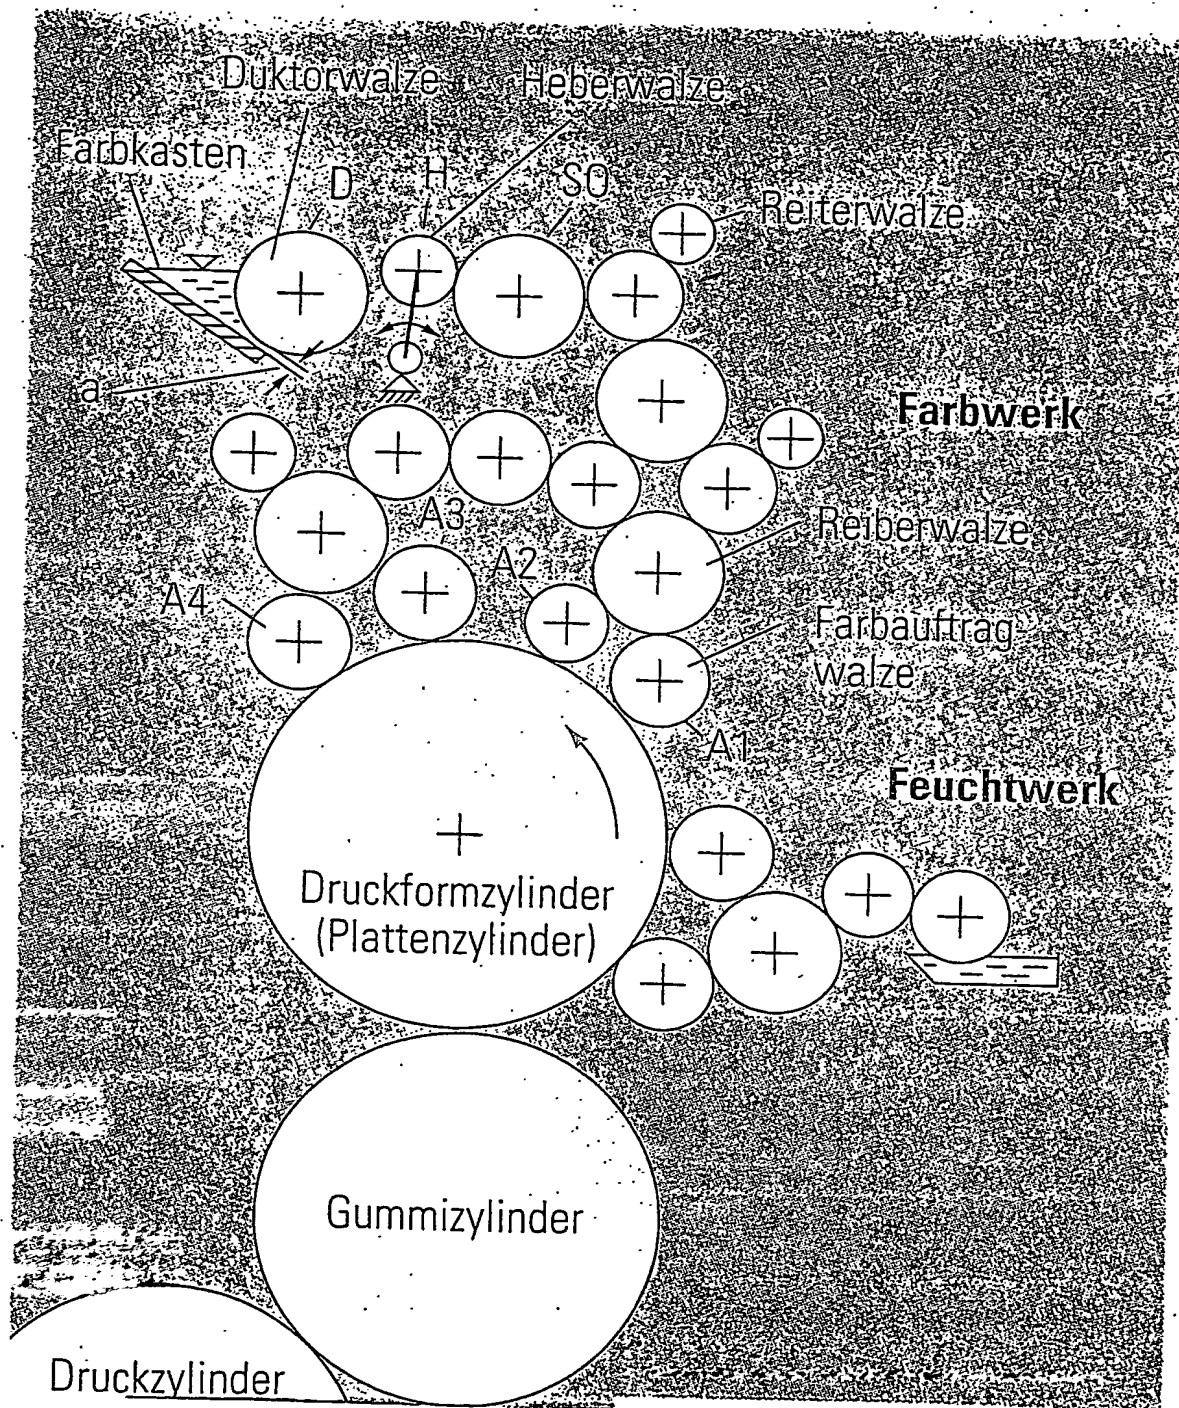 Duktorwalze
Heberwalze
Farbkasten
D
H
SO
Reiterwalze
a
Farbwerk
A3
Reiberwalze
A2
A4
Farbauftrag
walze
A1
Feuchtwerk
Druckformzylinder
(Plattenzylinder)
Gummizylinder
Druckzylinder